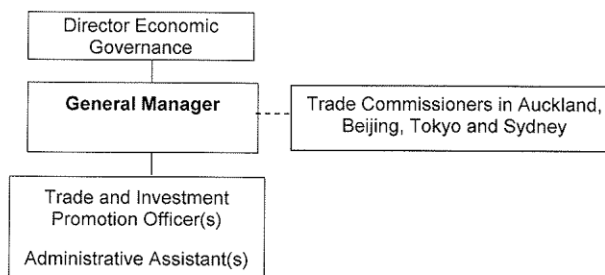 Director Economic
Governance
General Manager
Trade Commissioners in Auckland,
Beijing, Tokyo and Sydney
Trade and Investment
Promotion Officer(s)
Administrative Assistant(s)